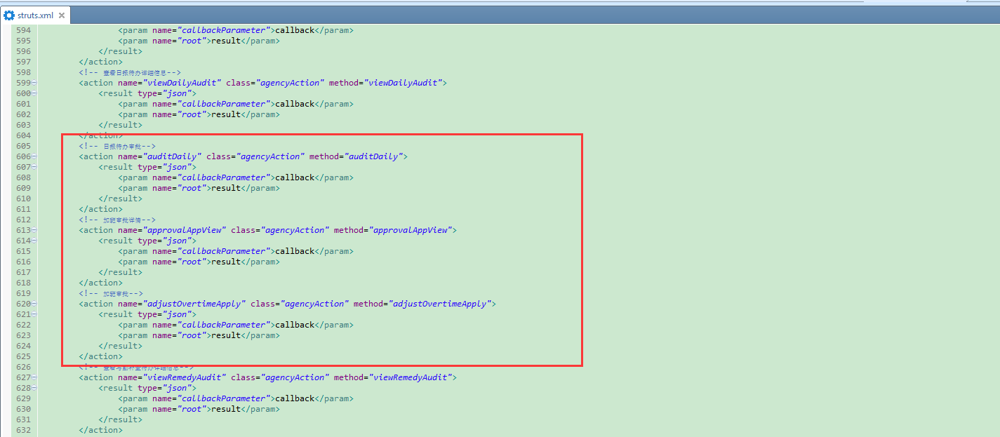 struts.xml
594 <param name="callbackParameter">callback</param>
595 <param name="root">result</param>
596 </result>
597 </action>
598 <!-- 查看日报待办详细信息-->
599 <action name="viewDailyAudit" class="agencyAction" method="viewDailyAudit">
600 <result type="json">
601 <param name="callbackParameter">callback</param>
602 <param name="root">result</param>
603 </result>
604 </action>
605 <!-- 日报待办审批-->
606 <action name="auditDaily" class="agencyAction" method="auditDaily">
607 <result type="json">
608 <param name="callbackParameter">callback</param>
609 <param name="root">result</param>
610 </result>
611 </action>
612 <!-- 加班审批详情-->
613 <action name="approvalAppView" class="agencyAction" method="approvalAppView">
614 <result type="json">
615 <param name="callbackParameter">callback</param>
616 <param name="root">result</param>
617 </result>
618 </action>
619 <!-- 加班审批-->
620 <action name="adjustOvertimeApply" class="agencyAction" method="adjustOvertimeApply">
621 <result type="json">
622 <param name="callbackParameter">callback</param>
623 <param name="root">result</param>
624 </result>
625 </action>
626 <!-- 查看考勤补签待办详细信息-->
627 <action name="viewRemedyAudit" class="agencyAction" method="viewRemedyAudit">
628 <result type="json">
629 <param name="callbackParameter">callback</param>
630 <param name="root">result</param>
631 </result>
632 </action>